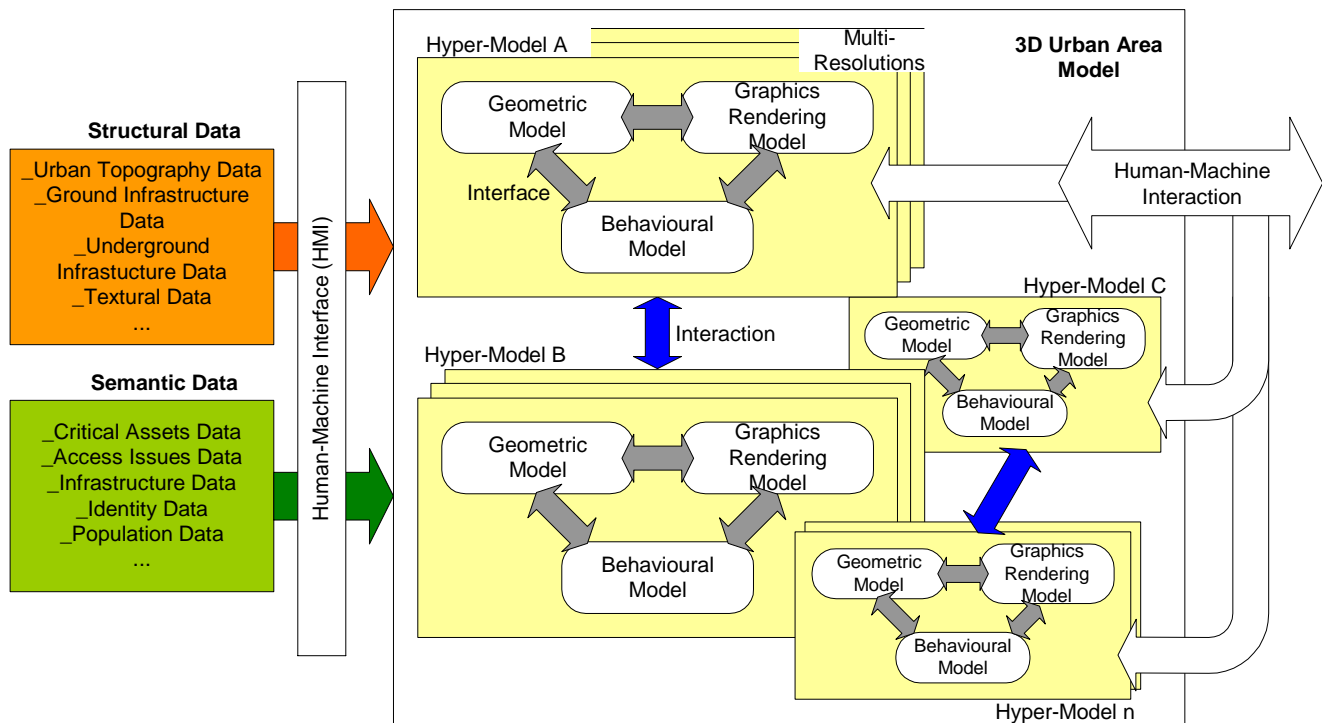 Structural Data
_Urban Topography Data
_Ground Infrastructure
Data
_Underground
Infrastucture Data
_Textural Data
...
Semantic Data
_Critical Assets Data
_Access Issues Data
_Infrastructure Data
_Identity Data
_Population Data
...
Human-Machine Interface (HMI)
3D Urban Area
Model
Hyper-Model A
Multi-
Resolutions
Geometric
Model
Graphics
Rendering
Model
Interface
Behavioural
Model
Human-Machine
Interaction
Interaction
Hyper-Model B
Geometric
Model
Graphics
Rendering
Model
Behavioural
Model
Hyper-Model C
Geometric
Model
Graphics
Rendering
Model
Behavioural
Model
Geometric
Model
Graphics
Rendering
Model
Behavioural
Model
Hyper-Model n